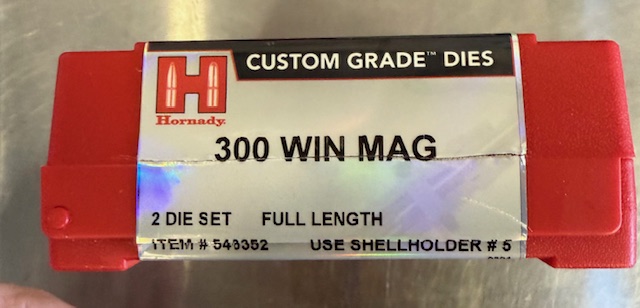 CUSTOM GRADE™ DIES
H
Hornady.
300 WIN MAG
2 DIE SET FULL LENGTH
ITEM # 546352 USE SHELLHOLDER # 5